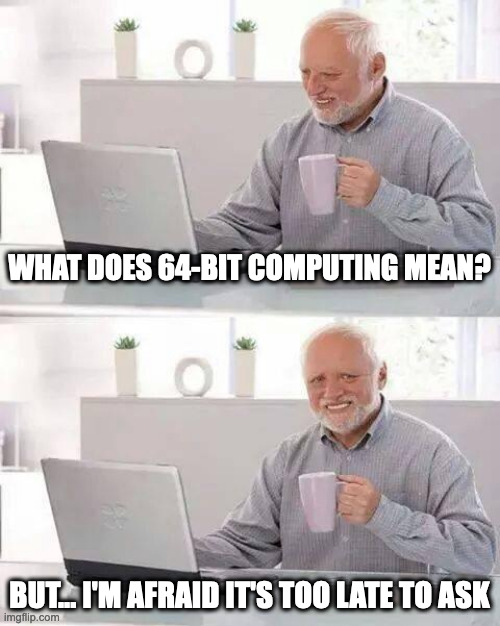 WHAT DOES 64-BIT COMPUTING MEAN?
BUT... I'M AFRAID IT'S TOO LATE TO ASK
imgflip.com